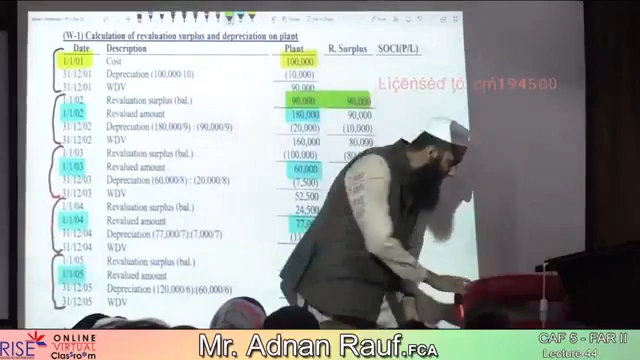 (W-1) Calculation of revaluation surplus and depreciation on plant
Date Description Plant R. Surplus SOCI(P/L)
1/1/01 Cost 100,000
31/12/01 Depreciation (100,000/10) (10,000)
31/12/01 WDV 90,000
1/1/02 Revaluation surplus (bal.) 90,000 90,000
1/1/02 Revalued amount 180,000 90,000
31/12/02 Depreciation (180,000/9) : (90,000/9) (20,000) (10,000)
31/12/02 WDV 160,000 80,000
1/1/03 Revaluation surplus (bal.) (100,000)
1/1/03 Revalued amount 60,000
31/12/03 Depreciation (60,000/8) : (20,000/8) (7,500)
31/12/03 WDV 52,500
1/1/04 Revaluation surplus (bal.) 24,500
1/1/04 Revalued amount
31/12/04 Depreciation (77,000/7):(7,000/7)
31/12/04 WDV
1/1/05 Revaluation surplus (bal.)
1/1/05 Revalued amount
31/12/05 Depreciation (120,000/6):(60,000/6)
31/12/05 WDV
RISE ONLINE VIRTUAL Classroom
Mr. Adnan Rauf.FCA
CAF 5 - FAR II
Lecture 44